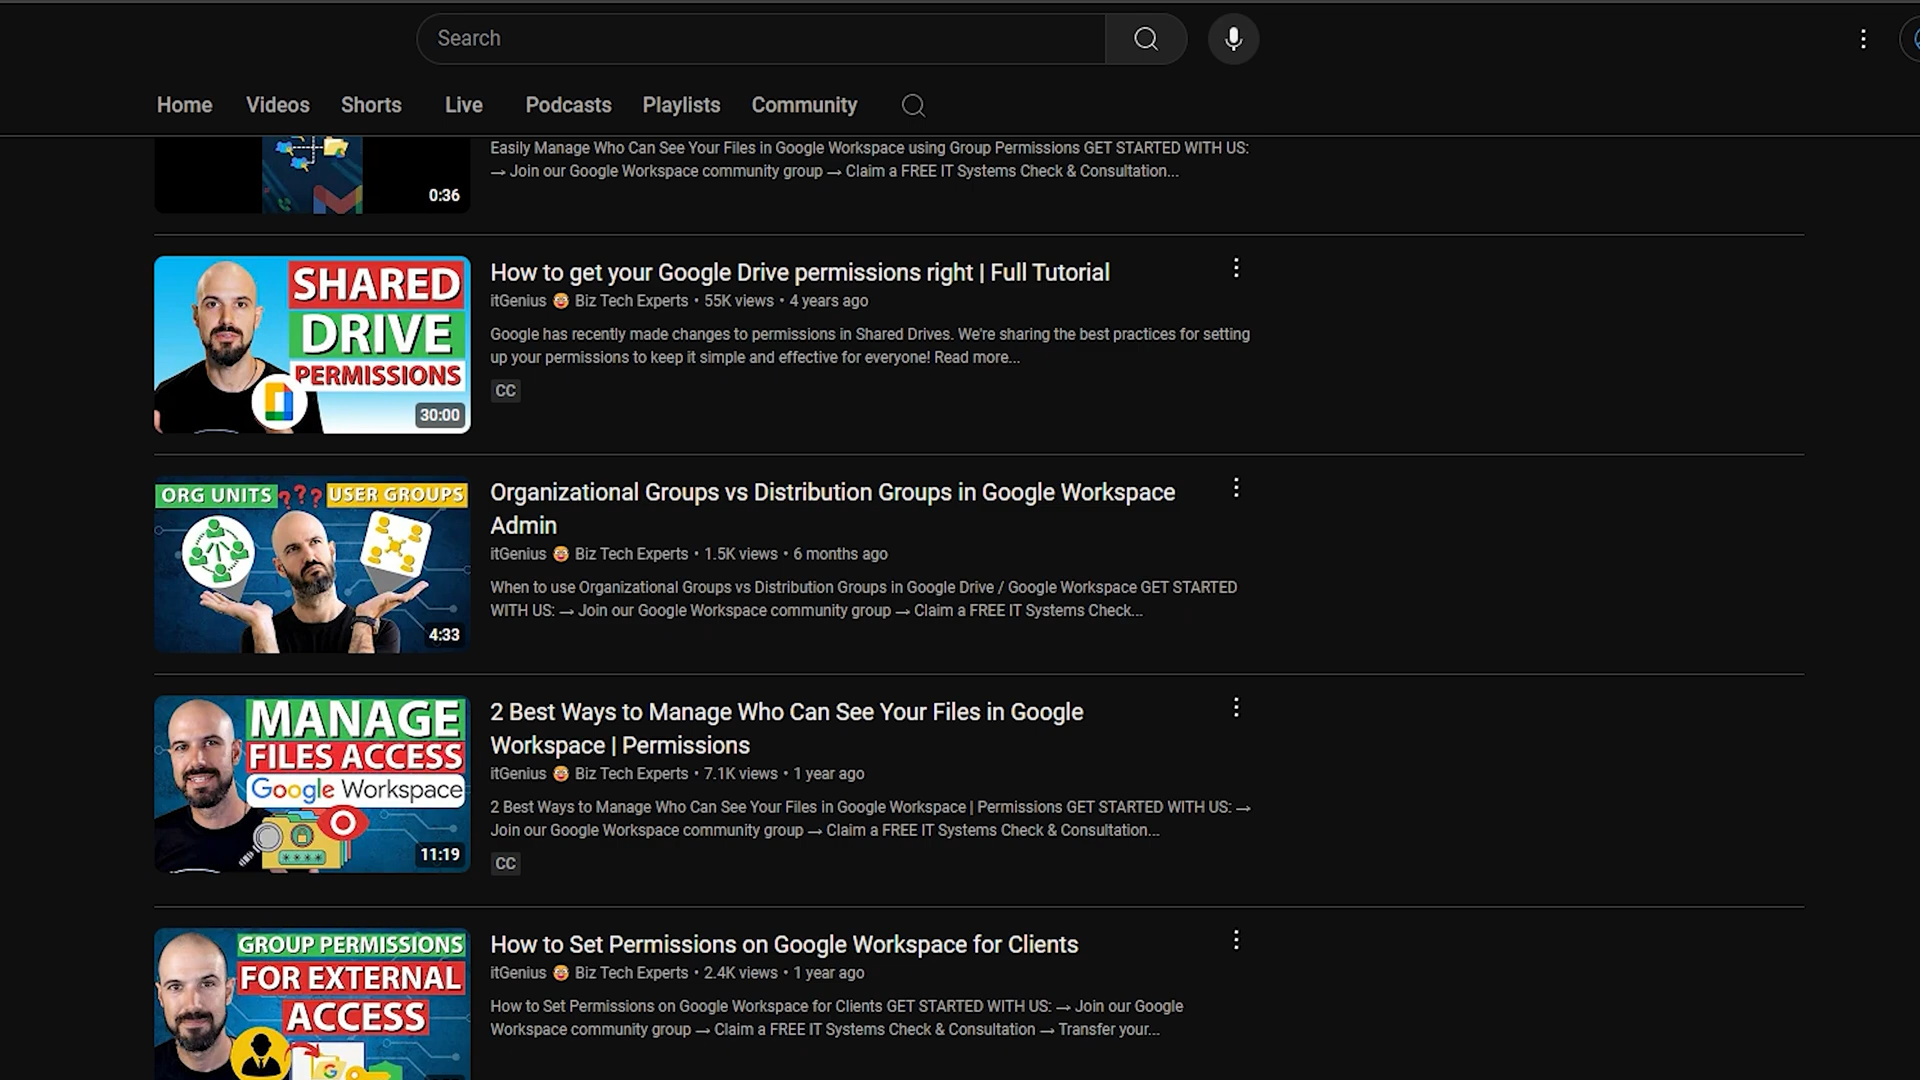 Search
Home Videos Shorts Live Podcasts Playlists Community
Easily Manage Who Can See Your Files in Google Workspace using Group Permissions GET STARTED WITH US:
→ Join our Google Workspace community group → Claim a FREE IT Systems Check & Consultation...
0:36
SHARED
DRIVE
PERMISSIONS
30:00
How to get your Google Drive permissions right | Full Tutorial
itGenius 🤓 Biz Tech Experts • 55K views • 4 years ago
Google has recently made changes to permissions in Shared Drives. We're sharing the best practices for setting
up your permissions to keep it simple and effective for everyone! Read more...
CC
ORG UNITS ??? USER GROUPS
4:33
Organizational Groups vs Distribution Groups in Google Workspace
Admin
itGenius 🤓 Biz Tech Experts • 1.5K views • 6 months ago
When to use Organizational Groups vs Distribution Groups in Google Drive / Google Workspace GET STARTED
WITH US: → Join our Google Workspace community group → Claim a FREE IT Systems Check...
MANAGE
FILES ACCESS
Google Workspace
****
11:19
2 Best Ways to Manage Who Can See Your Files in Google
Workspace | Permissions
itGenius 🤓 Biz Tech Experts • 7.1K views • 1 year ago
2 Best Ways to Manage Who Can See Your Files in Google Workspace | Permissions GET STARTED WITH US: →
Join our Google Workspace community group → Claim a FREE IT Systems Check & Consultation...
CC
GROUP PERMISSIONS
FOR EXTERNAL
ACCESS
G
How to Set Permissions on Google Workspace for Clients
itGenius 🤓 Biz Tech Experts • 2.4K views • 1 year ago
How to Set Permissions on Google Workspace for Clients GET STARTED WITH US: → Join our Google
Workspace community group → Claim a FREE IT Systems Check & Consultation → Transfer your...